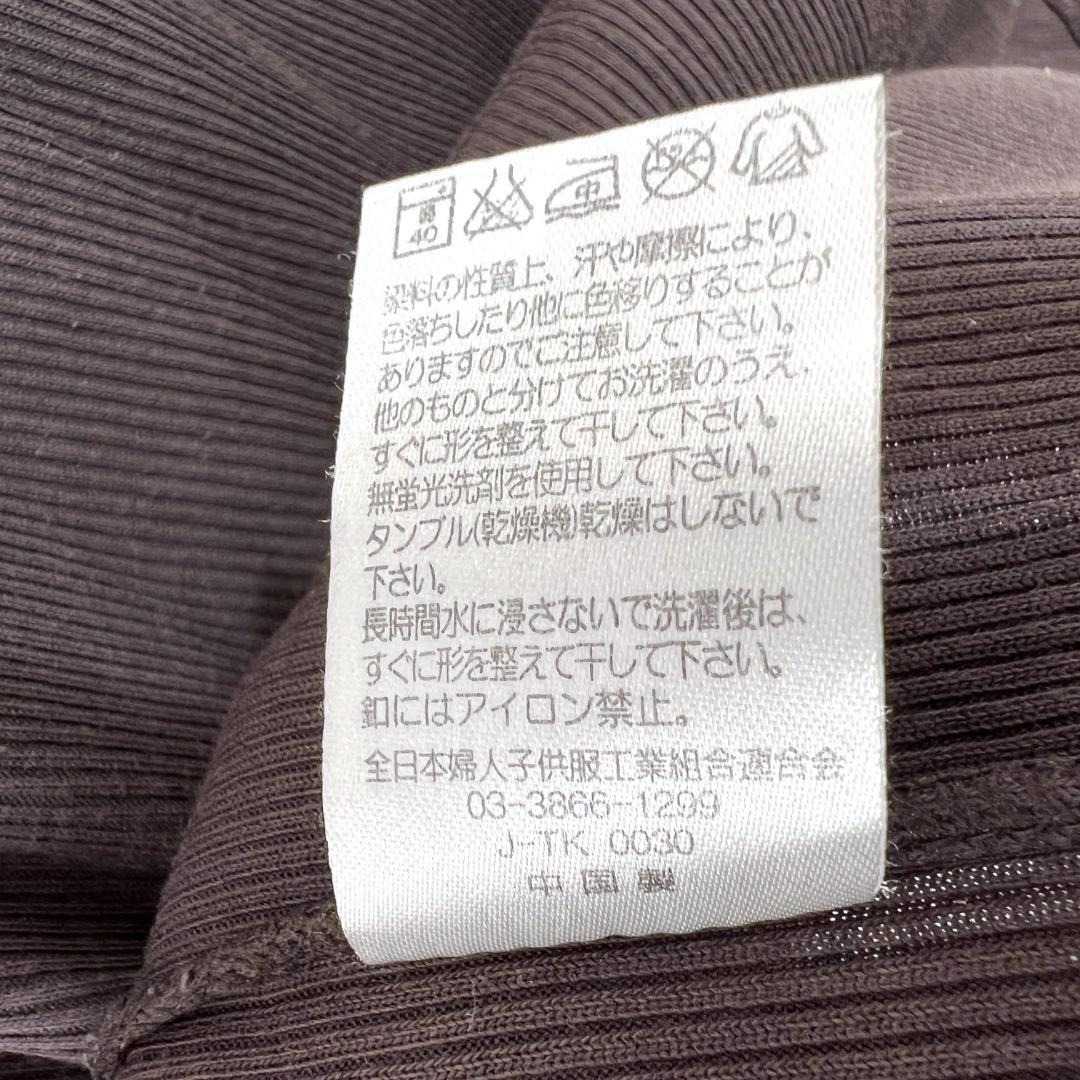 弱
40
中
染料の性質上、汗や摩擦により、
色落ちしたり他に色移りすることが
ありますのでご注意して下さい。
他のものと分けてお洗濯のうえ、
すぐに形を整えて干して下さい。
無蛍光洗剤を使用して下さい。
タンブル(乾燥機)乾燥はしないで
下さい。
長時間水に浸さないで洗濯後は、
すぐに形を整えて干して下さい。
釦にはアイロン禁止。
全日本婦人子供服工業組合連合会
03-3866-1299
J-TK 0030
中国製